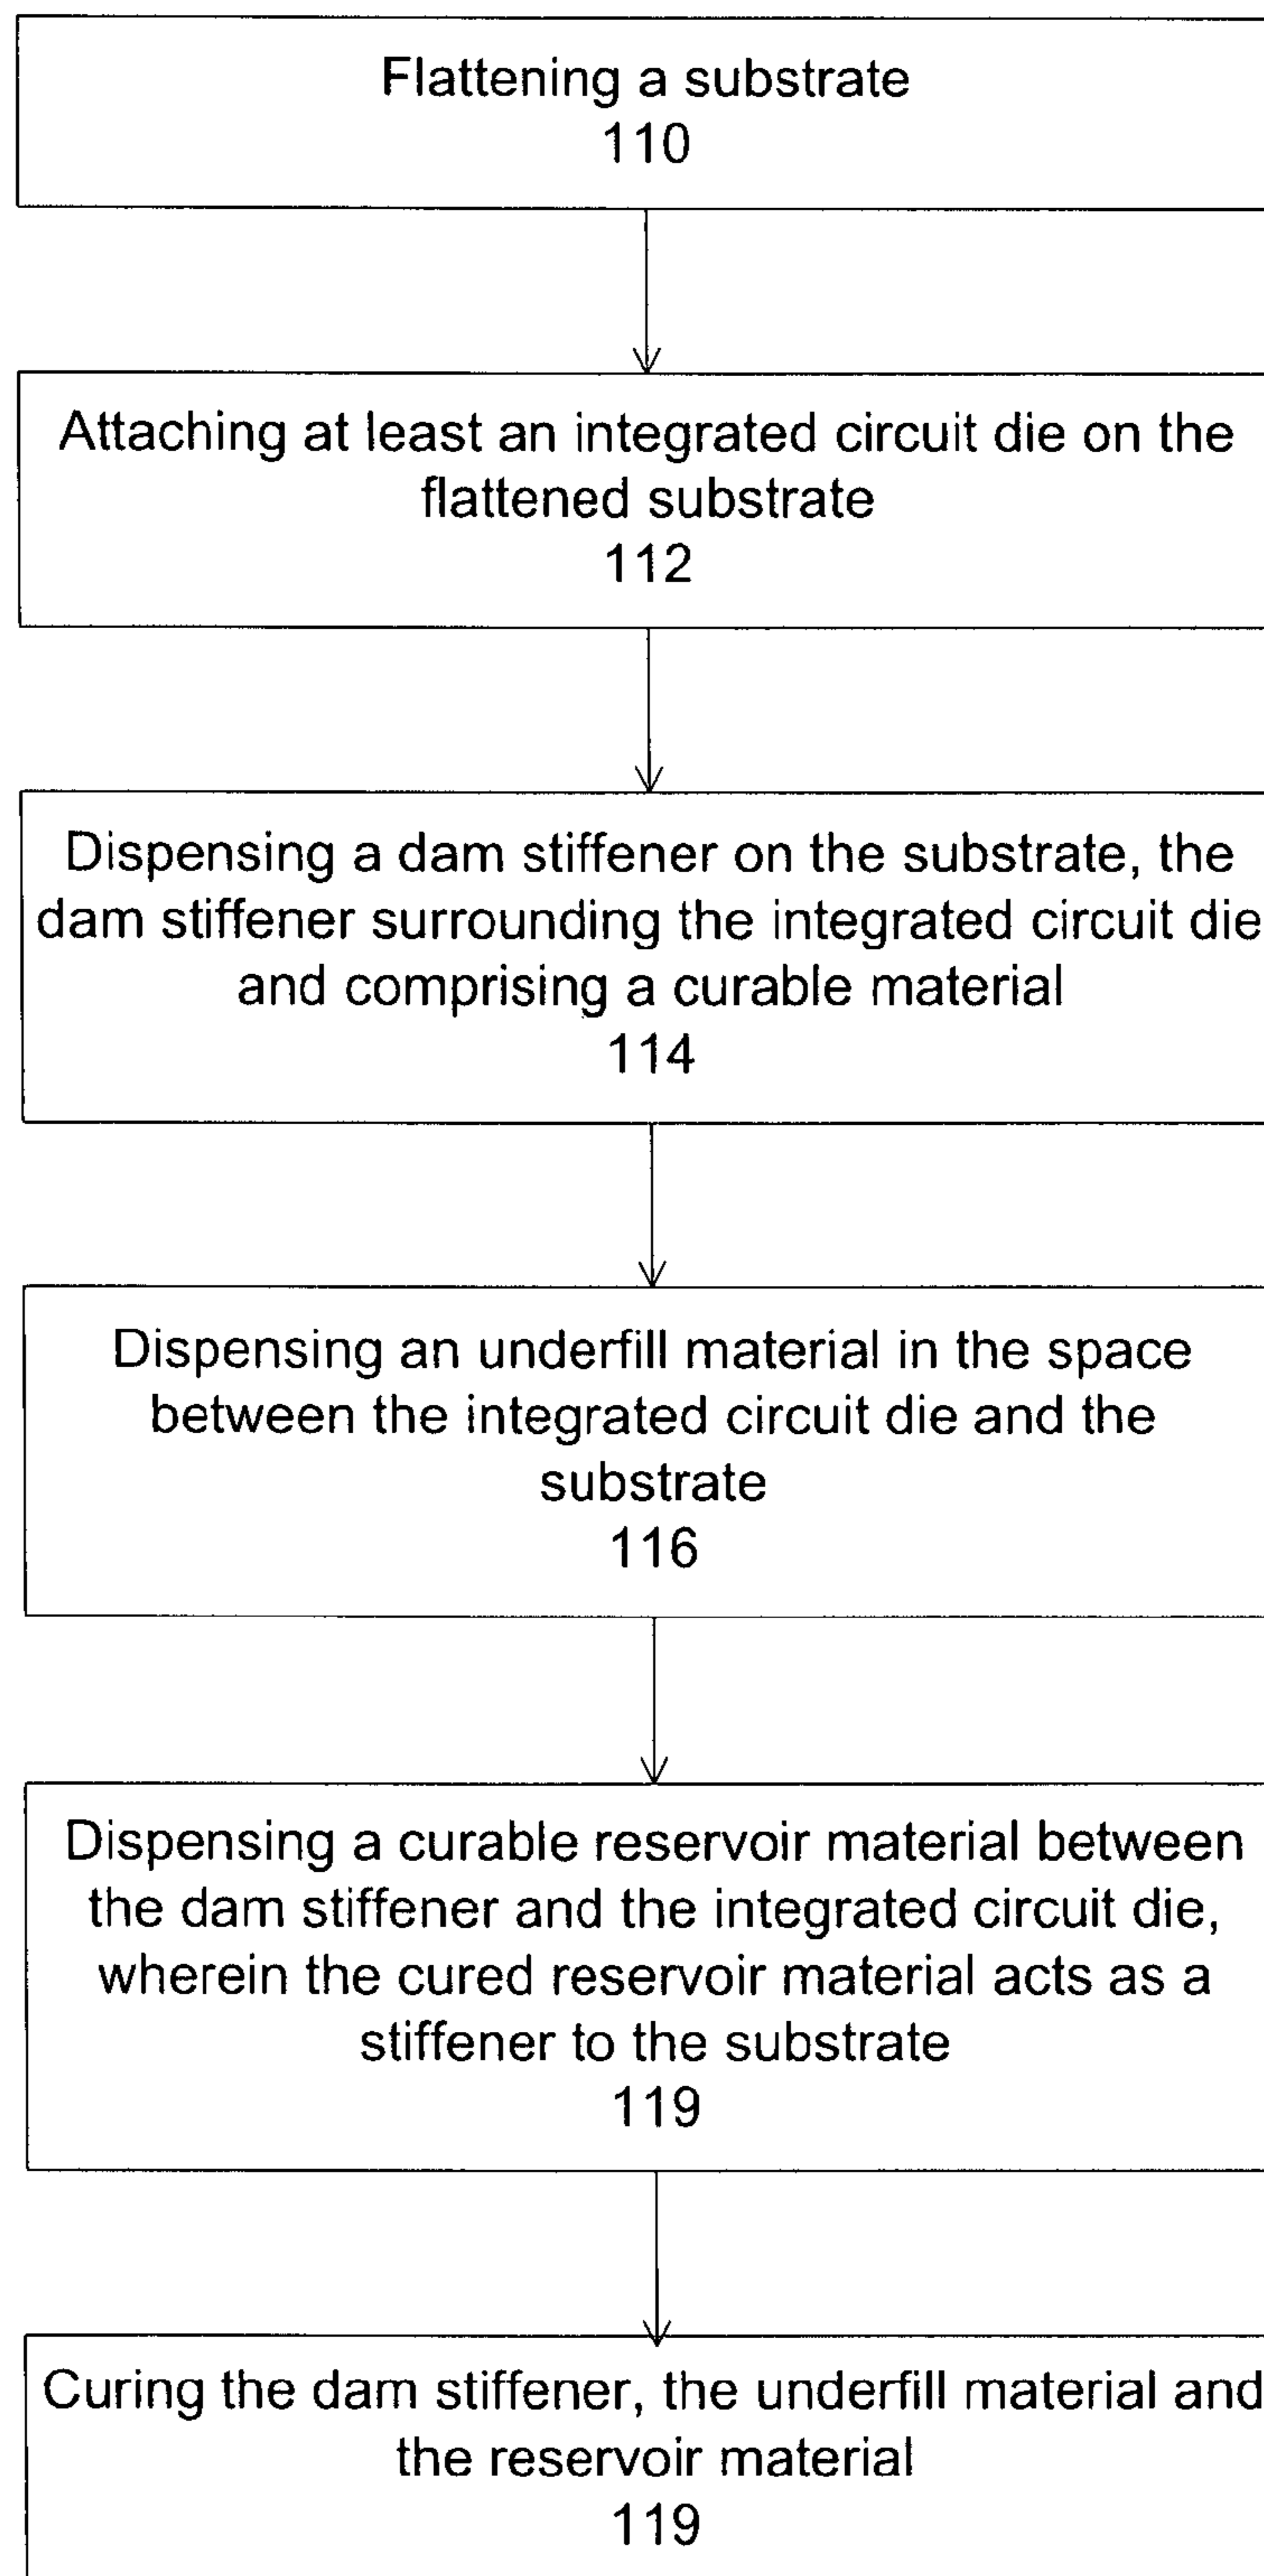 Flattening a substrate
110
Attaching at least an integrated circuit die on the
flattened substrate
112
Dispensing a dam stiffener on the substrate, the
dam stiffener surrounding the integrated circuit die
and comprising a curable material
114
Dispensing an underfill material in the space
between the integrated circuit die and the
substrate
116
Dispensing a curable reservoir material between
the dam stiffener and the integrated circuit die,
wherein the cured reservoir material acts as a
stiffener to the substrate
119
Curing the dam stiffener, the underfill material and
the reservoir material
119